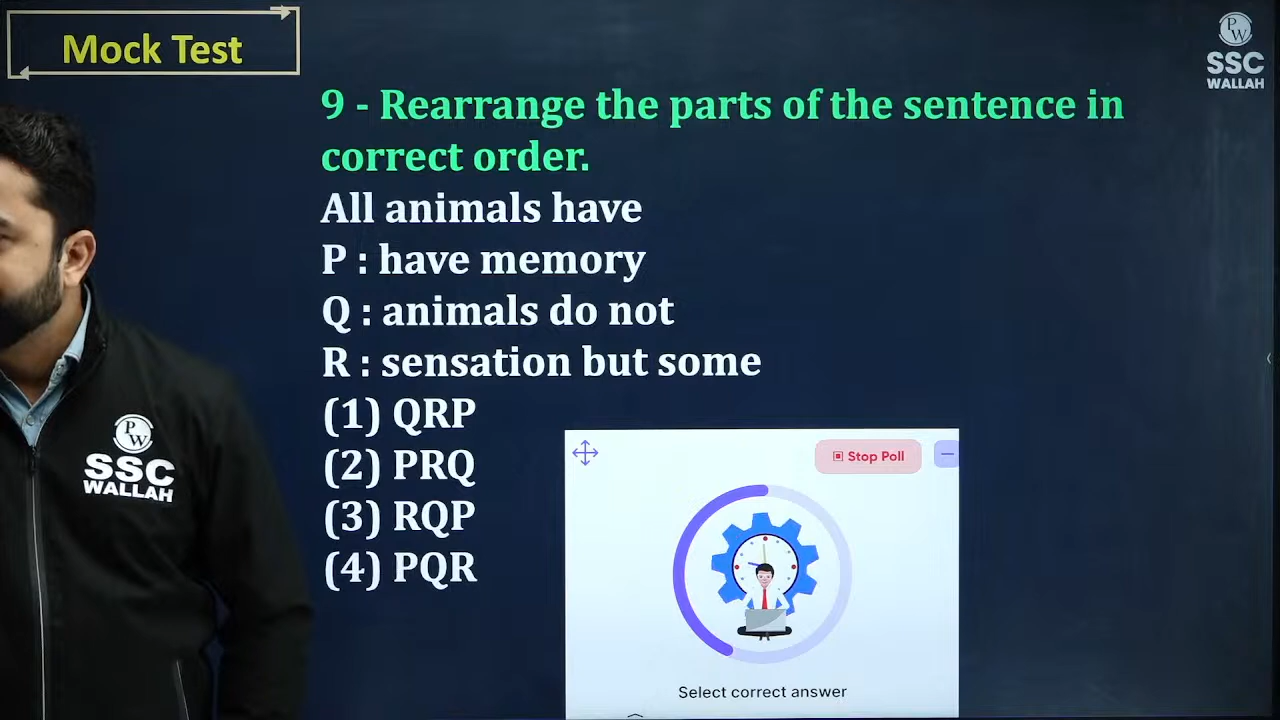 Mock Test
PW
SSC
WALLAH
9 - Rearrange the parts of the sentence in
correct order.
All animals have
P : have memory
Q : animals do not
R : sensation but some
(1) QRP
(2) PRQ
(3) RQP
(4) PQR
PW
SSC
WALLAH
Stop Poll
Select correct answer